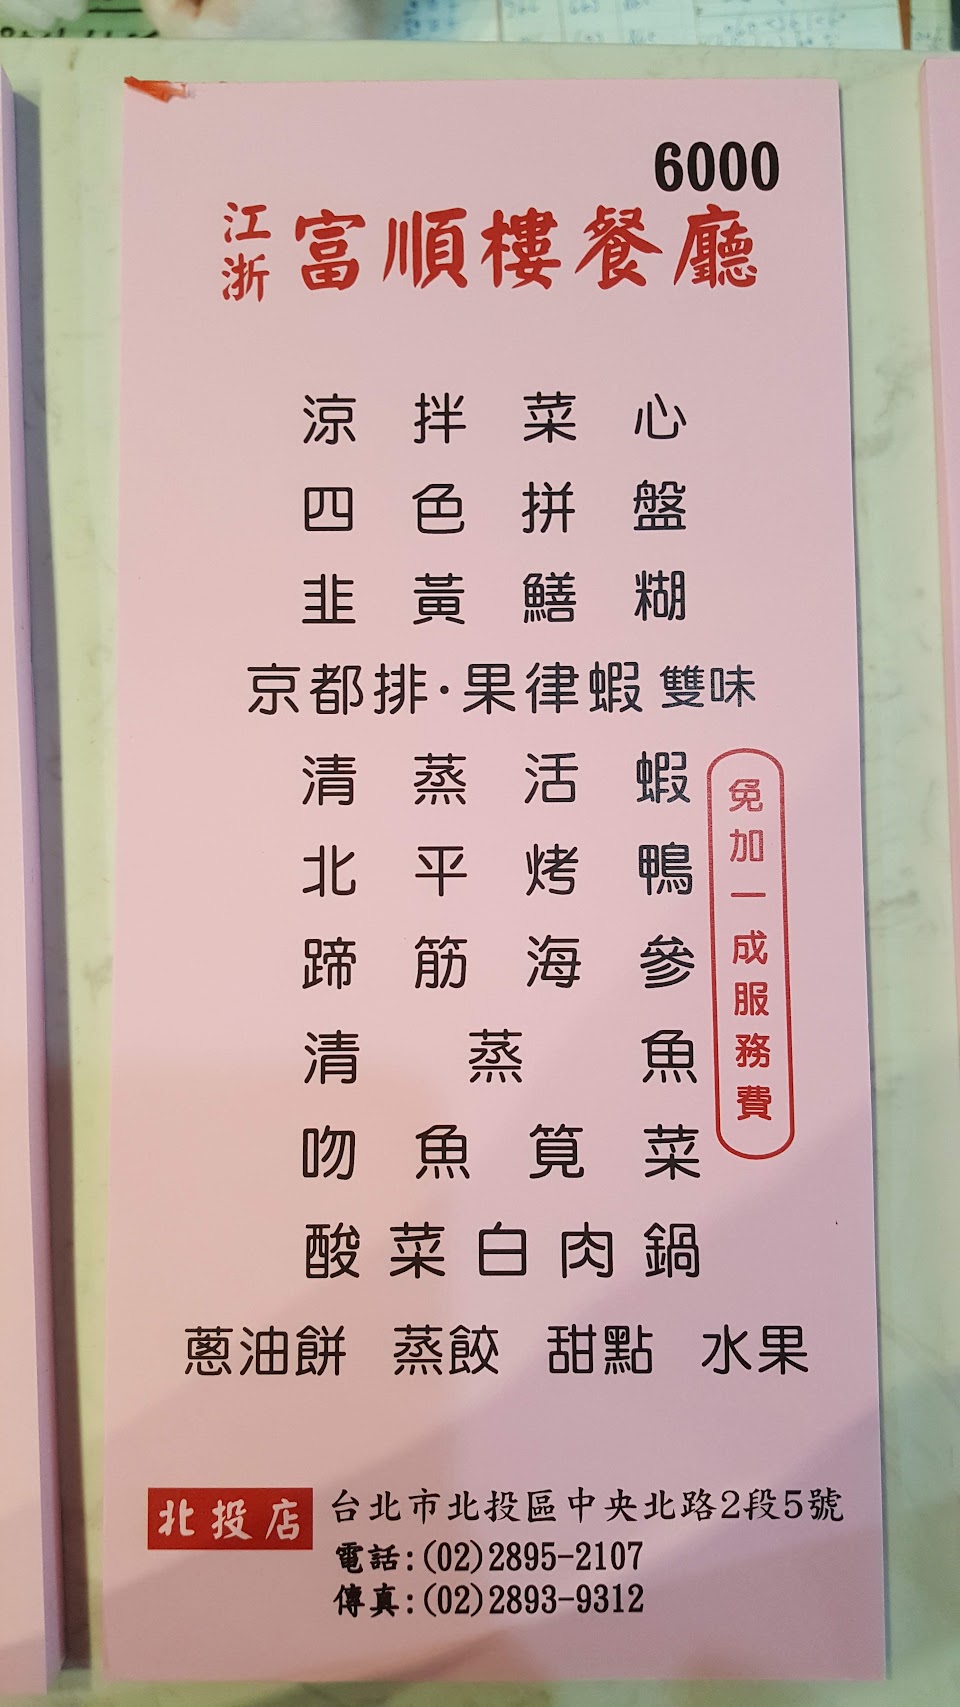 6000
江浙 富順樓餐廳
涼拌菜心
四色拼盤
韭黃鱔糊
京都排·果律蝦 雙味
清蒸活蝦
北平烤鴨
蹄筋海參
清蒸魚
吻魚筧菜
酸菜白肉鍋
蔥油餅 蒸餃 甜點 水果
免加一成服務費
北投店
台北市北投區中央北路2段5號
電話:(02)2895-2107
傳真:(02)2893-9312